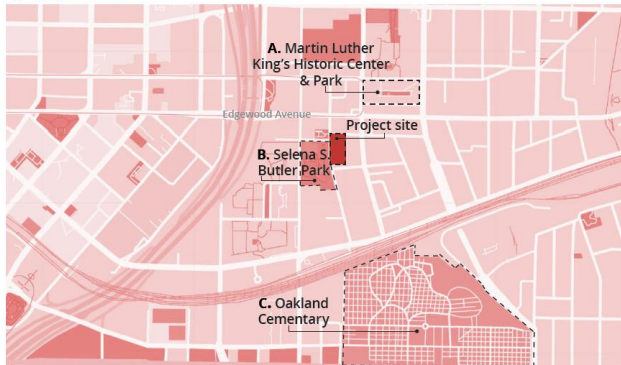 A. Martin Luther
King's Historic Center
& Park
Edgewood Avenue
Project site
B. Selena S.
Butler Park
C. Oakland
Cementary